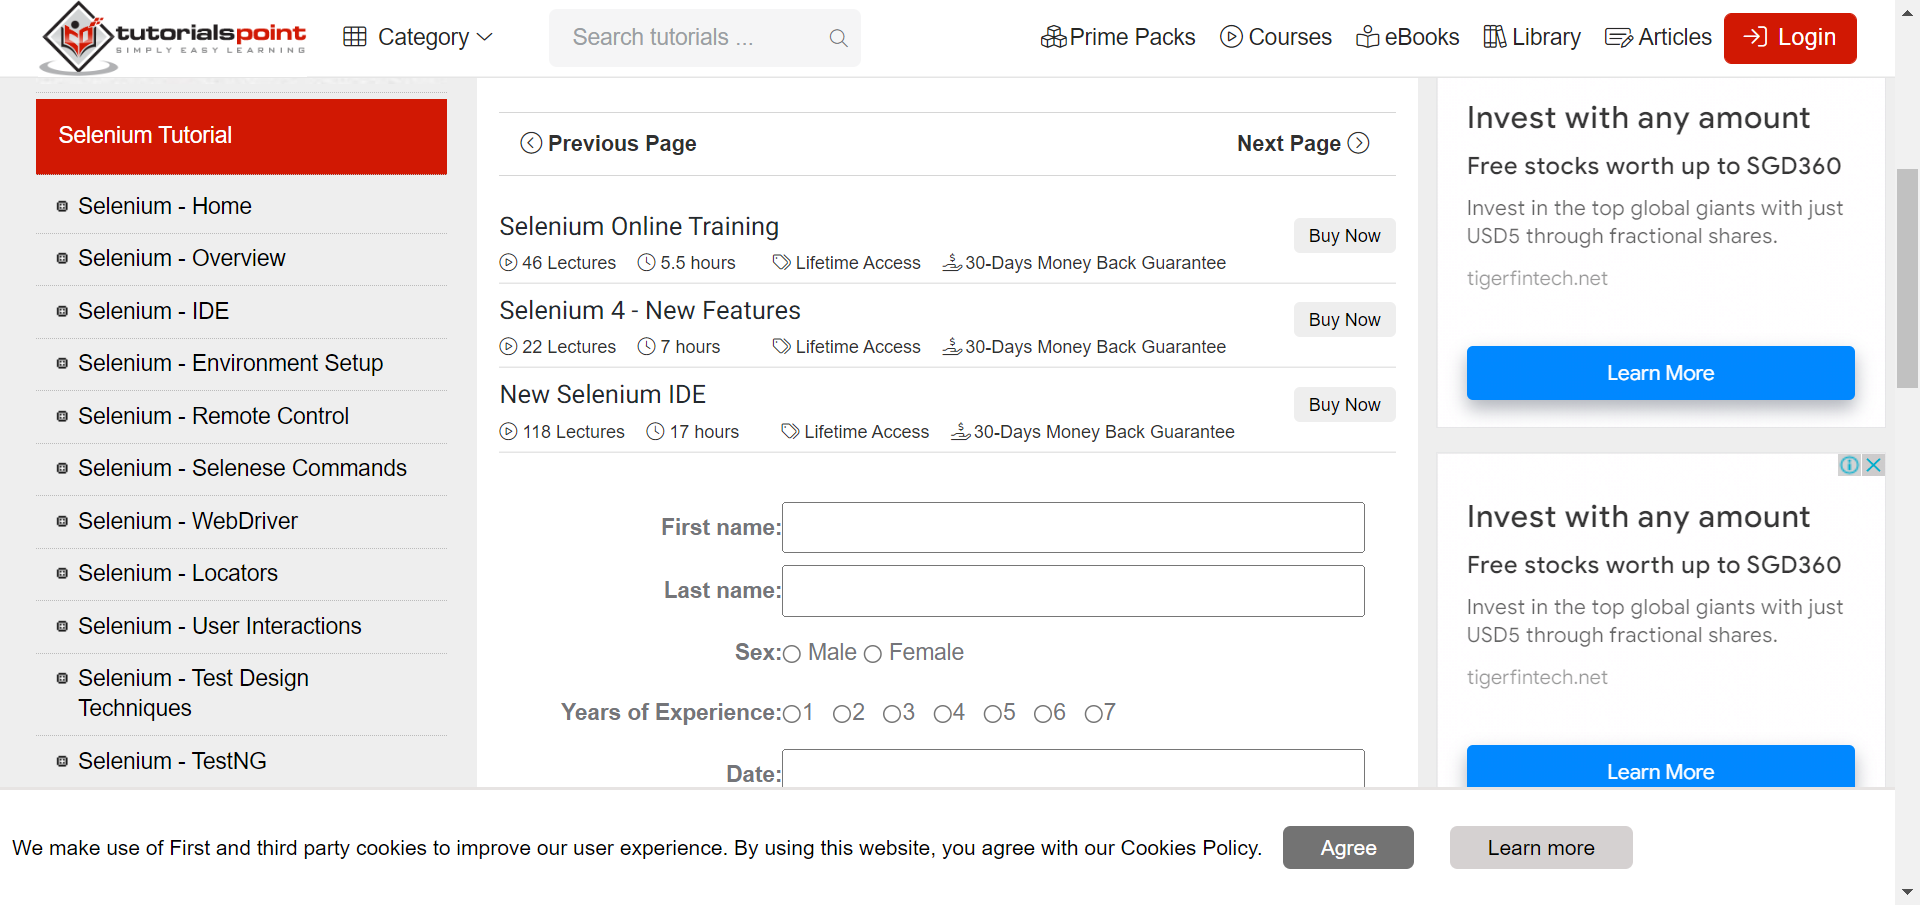 tutorialspoint
SIMPLY EASY LEARNING
Category
Search tutorials ...
Prime Packs
Courses
eBooks
Library
Articles
Login
Selenium Tutorial
Selenium - Home
Selenium - Overview
Selenium - IDE
Selenium - Environment Setup
Selenium - Remote Control
Selenium - Selenese Commands
Selenium - WebDriver
Selenium - Locators
Selenium - User Interactions
Selenium - Test Design
Techniques
Selenium - TestNG
Previous Page
Next Page
Selenium Online Training
Buy Now
46 Lectures 5.5 hours Lifetime Access 30-Days Money Back Guarantee
Selenium 4 - New Features
Buy Now
22 Lectures 7 hours Lifetime Access 30-Days Money Back Guarantee
New Selenium IDE
Buy Now
118 Lectures 17 hours Lifetime Access 30-Days Money Back Guarantee
First name:
Last name:
Sex: Male Female
Years of Experience: 1 2 3 4 5 6 7
Date:
Invest with any amount
Free stocks worth up to SGD360
Invest in the top global giants with just
USD5 through fractional shares.
tigerfintech.net
Learn More
Invest with any amount
Free stocks worth up to SGD360
Invest in the top global giants with just
USD5 through fractional shares.
tigerfintech.net
Learn More
We make use of First and third party cookies to improve our user experience. By using this website, you agree with our Cookies Policy.
Agree
Learn more